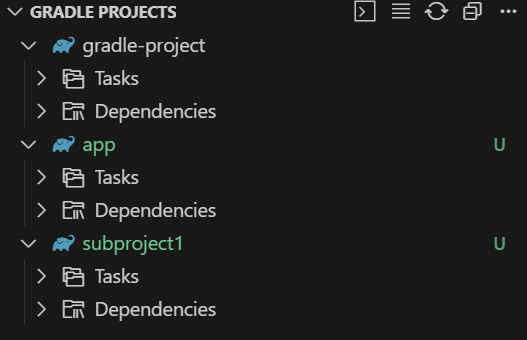 GRADLE PROJECTS
gradle-project
Tasks
Dependencies
app U
Tasks
Dependencies
subproject1 U
Tasks
Dependencies